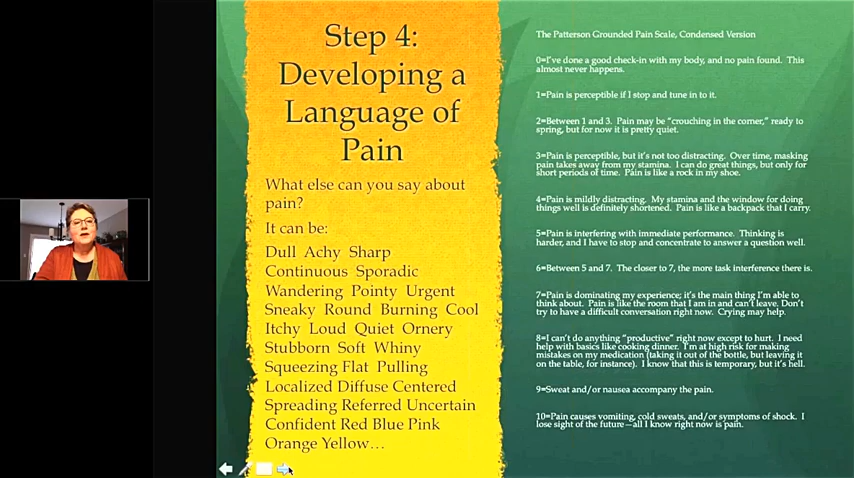 Step 4:
Developing a
Language of
Pain
What else can you say about
pain?
It can be:
Dull Achy Sharp
Continuous Sporadic
Wandering Pointy Urgent
Sneaky Round Burning Cool
Itchy Loud Quiet Ornery
Stubborn Soft Whiny
Squeezing Flat Pulling
Localized Diffuse Centered
Spreading Referred Uncertain
Confident Red Blue Pink
Orange Yellow…
The Patterson Grounded Pain Scale, Condensed Version
0=I've done a good check-in with my body, and no pain found. This
almost never happens.
1=Pain is perceptible if I stop and tune in to it.
2=Between 1 and 3. Pain may be "crouching in the corner," ready to
spring, but for now it is pretty quiet.
3=Pain is perceptible, but it's not too distracting. Over time, masking
pain takes away from my stamina. I can do great things, but only for
short periods of time. Pain is like a rock in my shoe.
4=Pain is mildly distracting. My stamina and the window for doing
things well is definitely shortened. Pain is like a backpack that I carry.
5=Pain is interfering with immediate performance. Thinking is
harder, and I have to stop and concentrate to answer a question well.
6=Between 5 and 7. The closer to 7, the more task interference there is.
7=Pain is dominating my experience; it's the main thing I'm able to
think about. Pain is like the room that I am in and can't leave. Don't
try to have a difficult conversation right now. Crying may help.
8=I can't do anything "productive" right now except to hurt. I need
help with basics like cooking dinner. I'm at high risk for making
mistakes on my medication (taking it out of the bottle, but leaving it
on the table, for instance). I know that this is temporary, but it's hell.
9=Sweat and/or nausea accompany the pain.
10=Pain causes vomiting, cold sweats, and/or symptoms of shock. I
lose sight of the future—all I know right now is pain.